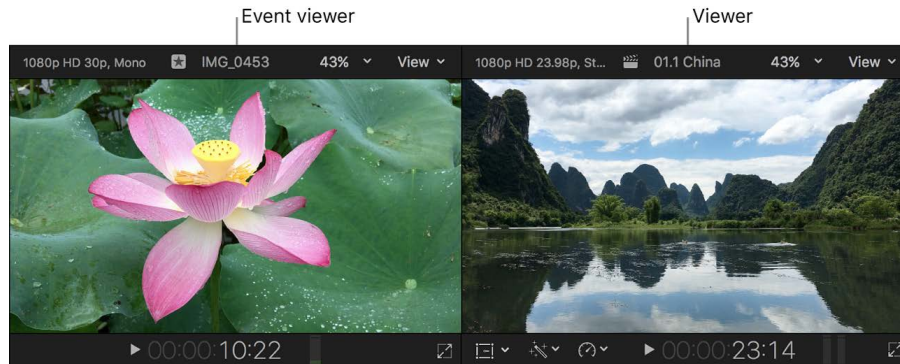 Event viewer
Viewer
1080p HD 30p, Mono IMG_0453 43% View
1080p HD 23.98p, St... 01.1 China 43% View
00:00:10:22
00:00:23:14